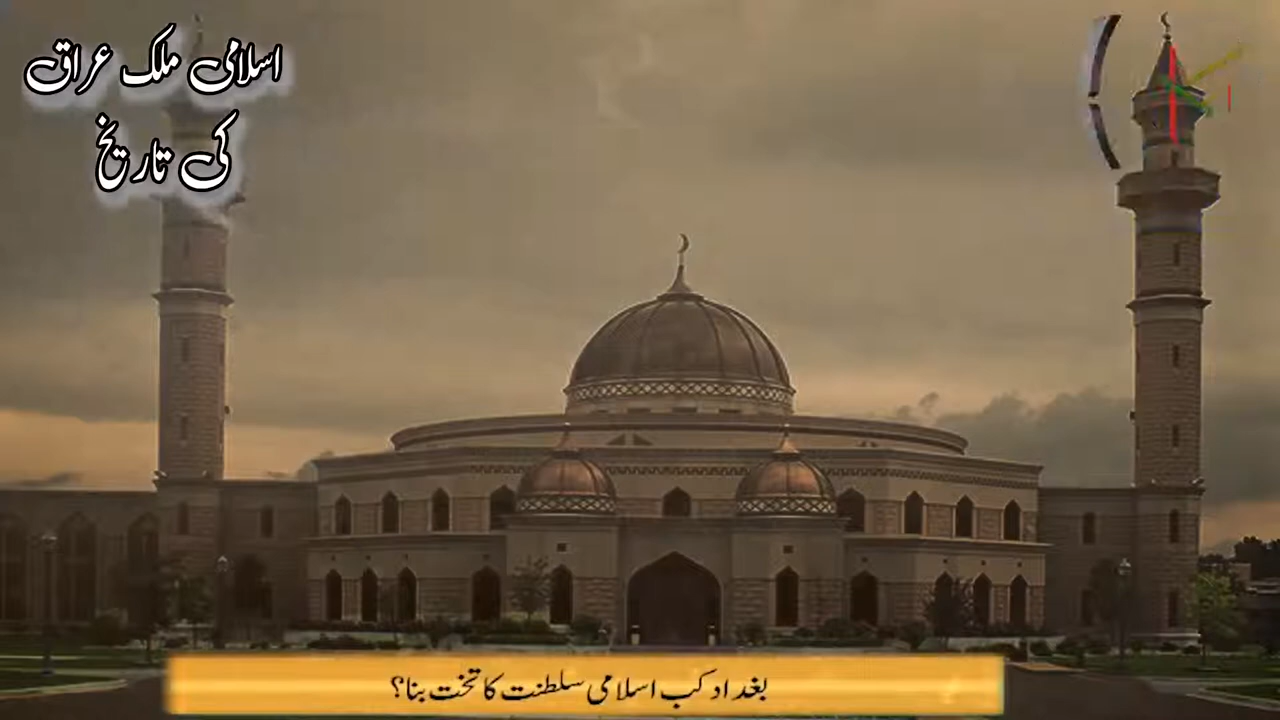 اسلامی ملک عراق
کی تاریخ
بغداد کب اسلامی سلطنت کا تخت بنا؟